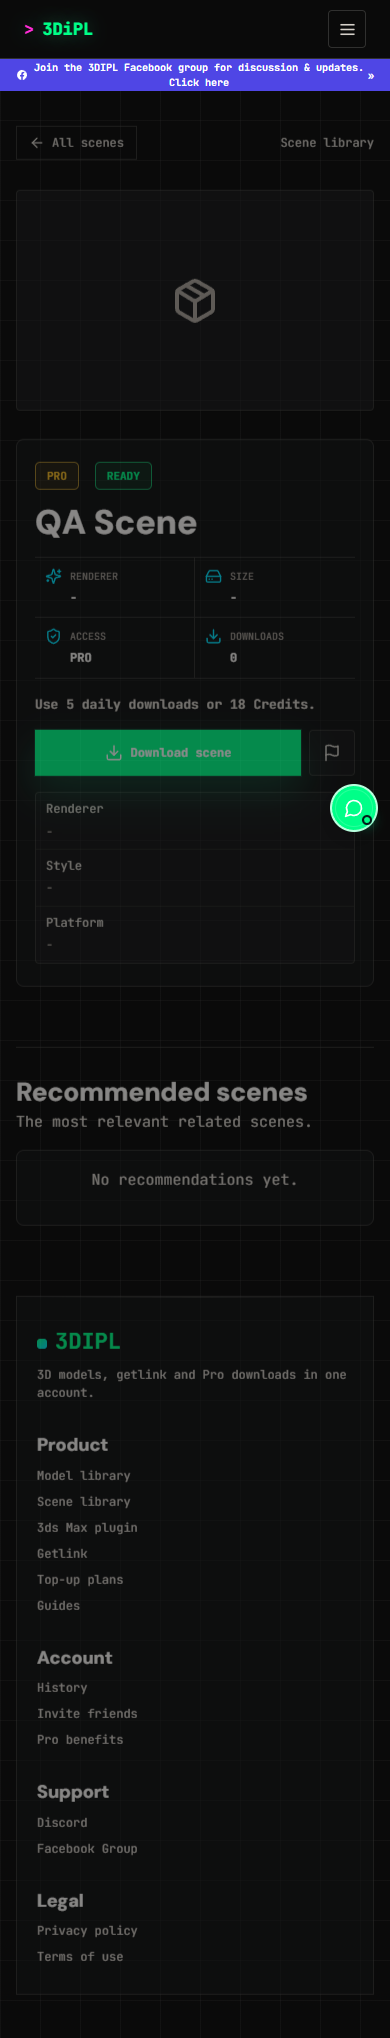 > 3DiPL
Join the 3DIPL Facebook group for discussion & updates. »
Click here
All scenes
Scene library
PRO
READY
QA Scene
RENDERER
-
SIZE
-
ACCESS
PRO
DOWNLOADS
0
Use 5 daily downloads or 18 Credits.
Download scene
Renderer
-
Style
-
Platform
-
Recommended scenes
The most relevant related scenes.
No recommendations yet.
3DIPL
3D models, getlink and Pro downloads in one
account.
Product
Model library
Scene library
3ds Max plugin
Getlink
Top-up plans
Guides
Account
History
Invite friends
Pro benefits
Support
Discord
Facebook Group
Legal
Privacy policy
Terms of use